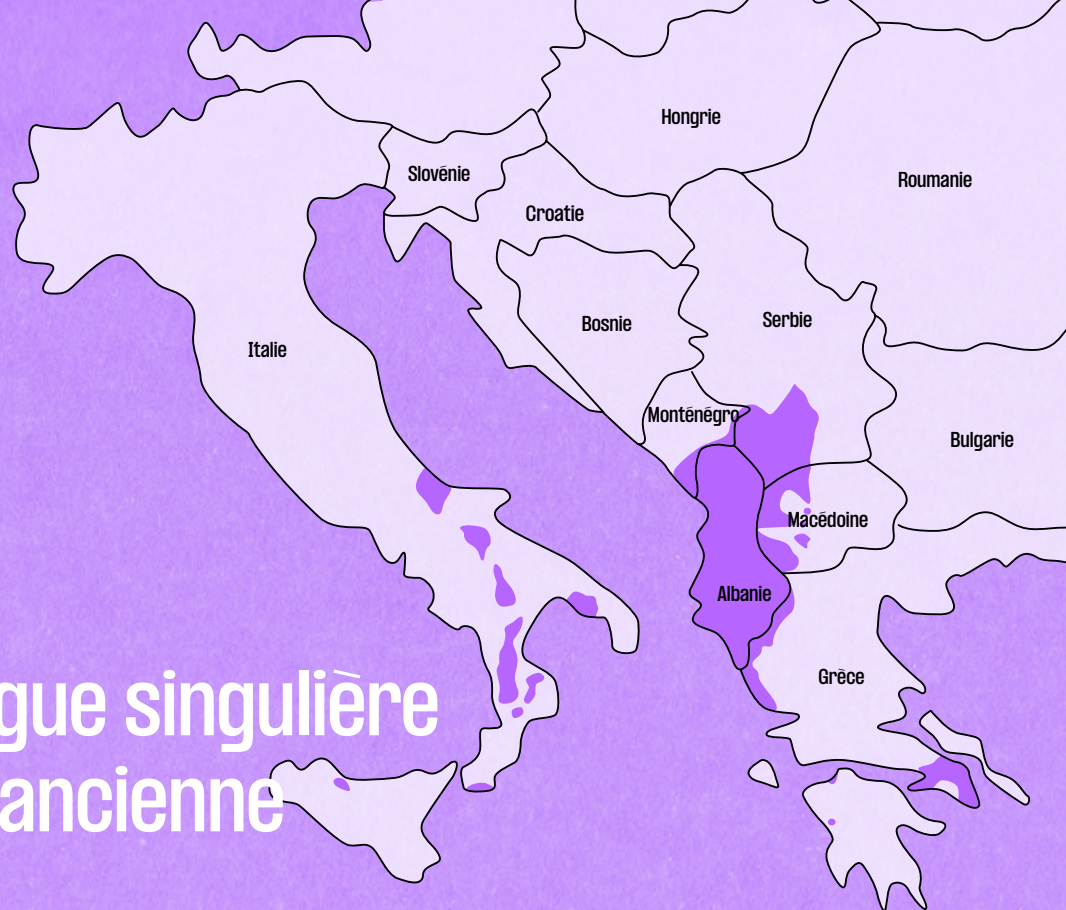 Hongrie
Slovénie
Roumanie
Croatie
Bosnie
Serbie
Italie
Monténégro
Bulgarie
Macédoine
Albanie
Grèce
gue singulière
ancienne